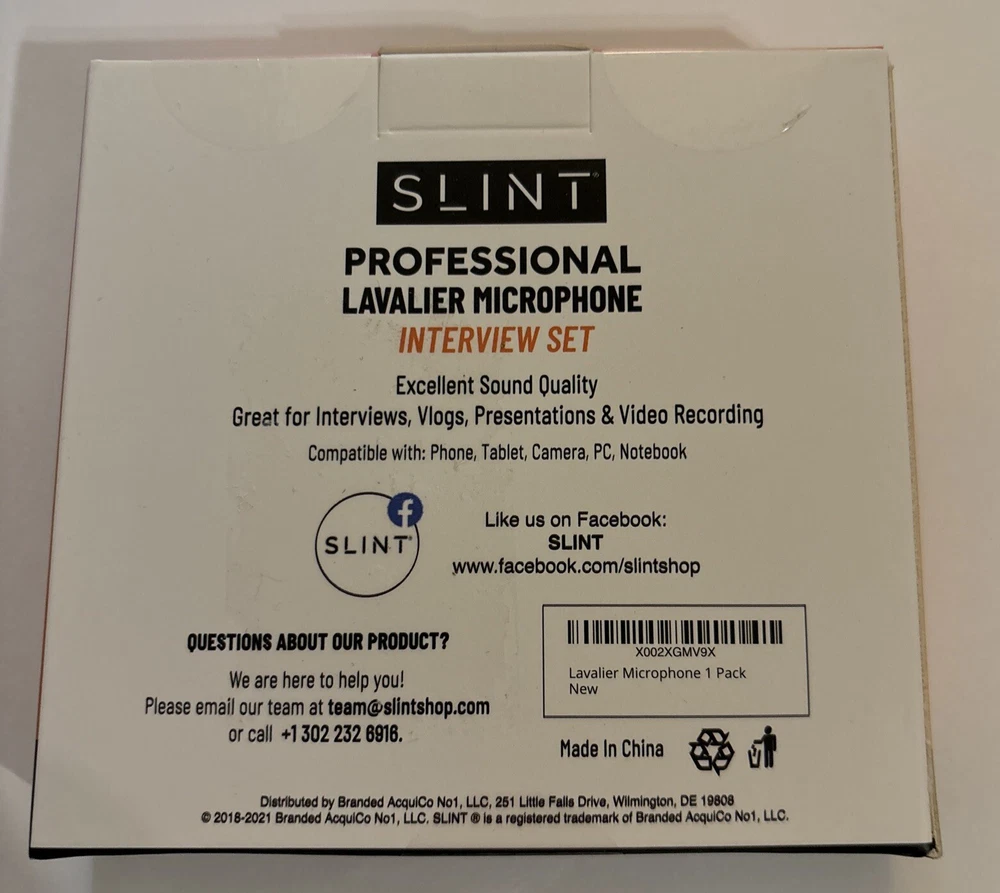 SLINT®
PROFESSIONAL
LAVALIER MICROPHONE
INTERVIEW SET
Excellent Sound Quality
Great for Interviews, Vlogs, Presentations & Video Recording
Compatible with: Phone, Tablet, Camera, PC, Notebook
SLINT®
Like us on Facebook:
SLINT
www.facebook.com/slintshop
QUESTIONS ABOUT OUR PRODUCT?
We are here to help you!
Please email our team at team@slintshop.com
or call +1 302 232 6916.
X002XGMV9X
Lavalier Microphone 1 Pack
New
Made In China
Distributed by Branded AcquiCo No1, LLC, 251 Little Falls Drive, Wilmington, DE 19808
© 2018-2021 Branded AcquiCo No1, LLC. SLINT ® is a registered trademark of Branded AcquiCo No1, LLC.